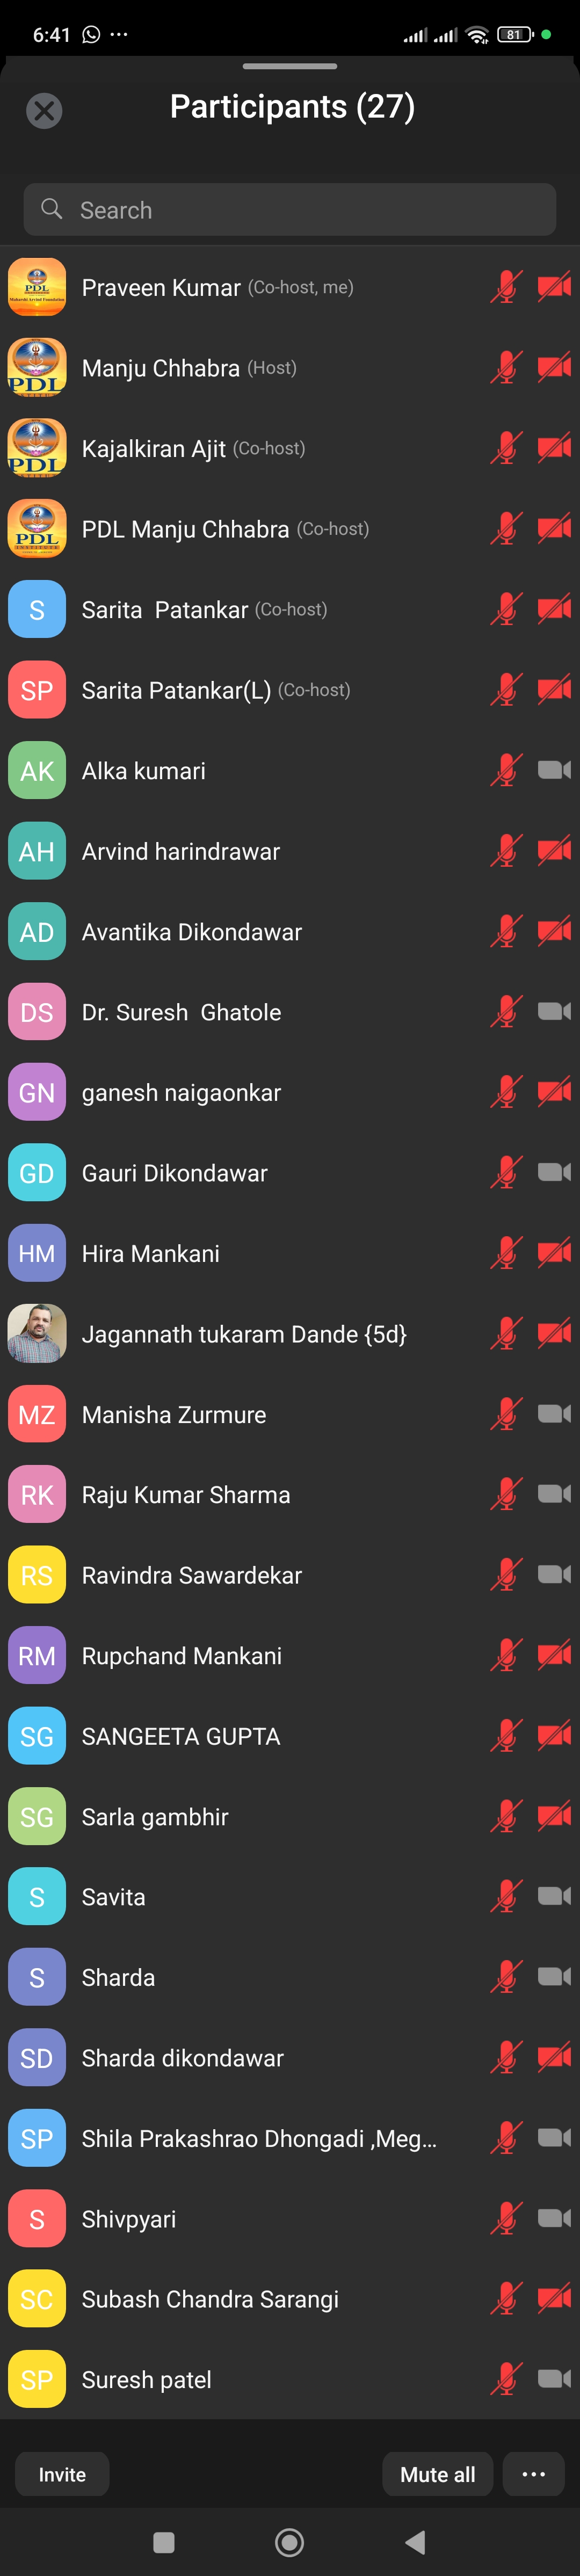 6:41
81
Participants (27)
Search
PDL
Maharshi Arvind Foundation
Praveen Kumar (Co-host, me)
PDL
Manju Chhabra (Host)
PDL
Kajalkiran Ajit (Co-host)
PDL
PDL Manju Chhabra (Co-host)
S
Sarita  Patankar (Co-host)
SP
Sarita Patankar(L) (Co-host)
AK
Alka kumari
AH
Arvind harindrawar
AD
Avantika Dikondawar
DS
Dr. Suresh  Ghatole
GN
ganesh naigaonkar
GD
Gauri Dikondawar
HM
Hira Mankani
Jagannath tukaram Dande {5d}
MZ
Manisha Zurmure
RK
Raju Kumar Sharma
RS
Ravindra Sawardekar
RM
Rupchand Mankani
SG
SANGEETA GUPTA
SG
Sarla gambhir
S
Savita
S
Sharda
SD
Sharda dikondawar
SP
Shila Prakashrao Dhongadi ,Meg...
S
Shivpyari
SC
Subash Chandra Sarangi
SP
Suresh patel
Invite
Mute all